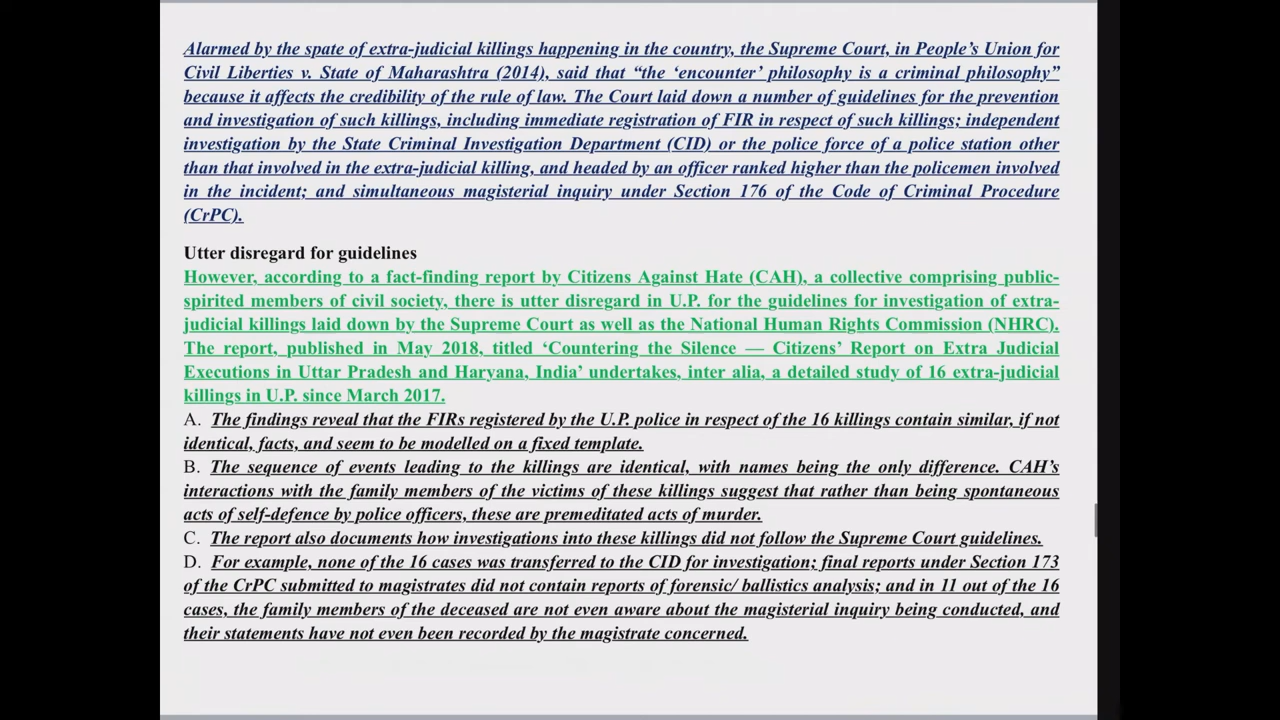 Alarmed by the spate of extra-judicial killings happening in the country, the Supreme Court, in People’s Union for
Civil Liberties v. State of Maharashtra (2014), said that “the ‘encounter’ philosophy is a criminal philosophy”
because it affects the credibility of the rule of law. The Court laid down a number of guidelines for the prevention
and investigation of such killings, including immediate registration of FIR in respect of such killings; independent
investigation by the State Criminal Investigation Department (CID) or the police force of a police station other
than that involved in the extra-judicial killing, and headed by an officer ranked higher than the policemen involved
in the incident; and simultaneous magisterial inquiry under Section 176 of the Code of Criminal Procedure
(CrPC).
Utter disregard for guidelines
However, according to a fact-finding report by Citizens Against Hate (CAH), a collective comprising public-
spirited members of civil society, there is utter disregard in U.P. for the guidelines for investigation of extra-
judicial killings laid down by the Supreme Court as well as the National Human Rights Commission (NHRC).
The report, published in May 2018, titled ‘Countering the Silence — Citizens’ Report on Extra Judicial
Executions in Uttar Pradesh and Haryana, India’ undertakes, inter alia, a detailed study of 16 extra-judicial
killings in U.P. since March 2017.
A. The findings reveal that the FIRs registered by the U.P. police in respect of the 16 killings contain similar, if not
identical, facts, and seem to be modelled on a fixed template.
B. The sequence of events leading to the killings are identical, with names being the only difference. CAH’s
interactions with the family members of the victims of these killings suggest that rather than being spontaneous
acts of self-defence by police officers, these are premeditated acts of murder.
C. The report also documents how investigations into these killings did not follow the Supreme Court guidelines.
D. For example, none of the 16 cases was transferred to the CID for investigation; final reports under Section 173
of the CrPC submitted to magistrates did not contain reports of forensic/ ballistics analysis; and in 11 out of the 16
cases, the family members of the deceased are not even aware about the magisterial inquiry being conducted, and
their statements have not even been recorded by the magistrate concerned.